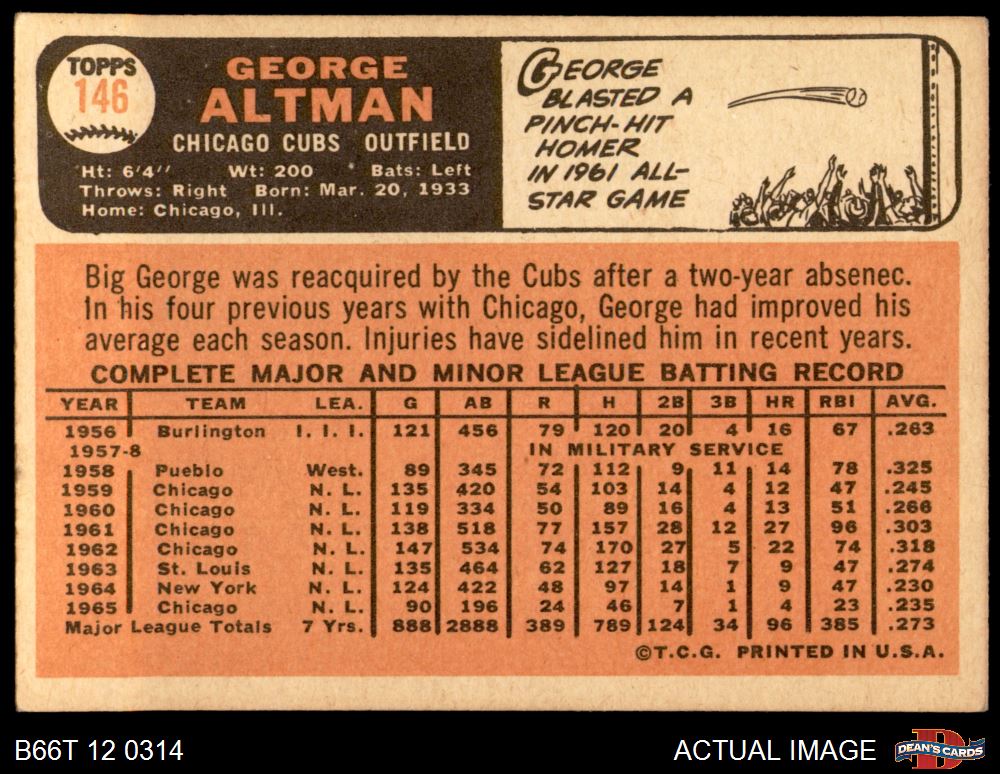 TOPPS
146
GEORGE
ALTMAN
CHICAGO CUBS OUTFIELD
Ht: 6'4" Wt: 200 Bats: Left
Throws: Right Born: Mar. 20, 1933
Home: Chicago, Ill.
GEORGE
BLASTED A
PINCH-HIT
HOMER
IN 1961 ALL-
STAR GAME
Big George was reacquired by the Cubs after a two-year absenec.
In his four previous years with Chicago, George had improved his
average each season. Injuries have sidelined him in recent years.
COMPLETE MAJOR AND MINOR LEAGUE BATTING RECORD
YEAR TEAM LEA. G AB R H 2B 3B HR RBI AVG.
1956 Burlington I. I. I. 121 456 79 120 20 4 16 67 .263
1957-8 IN MILITARY SERVICE
1958 Pueblo West. 89 345 72 112 9 11 14 78 .325
1959 Chicago N. L. 135 420 54 103 14 4 12 47 .245
1960 Chicago N. L. 119 334 50 89 16 4 13 51 .266
1961 Chicago N. L. 138 518 77 157 28 12 27 96 .303
1962 Chicago N. L. 147 534 74 170 27 5 22 74 .318
1963 St. Louis N. L. 135 464 62 127 18 7 9 47 .274
1964 New York N. L. 124 422 48 97 14 1 9 47 .230
1965 Chicago N. L. 90 196 24 46 7 1 4 23 .235
Major League Totals 7 Yrs. 888 2888 389 789 124 34 96 385 .273
©T.C.G. PRINTED IN U.S.A.
B66T 12 0314
ACTUAL IMAGE
D
DEAN'S CARDS